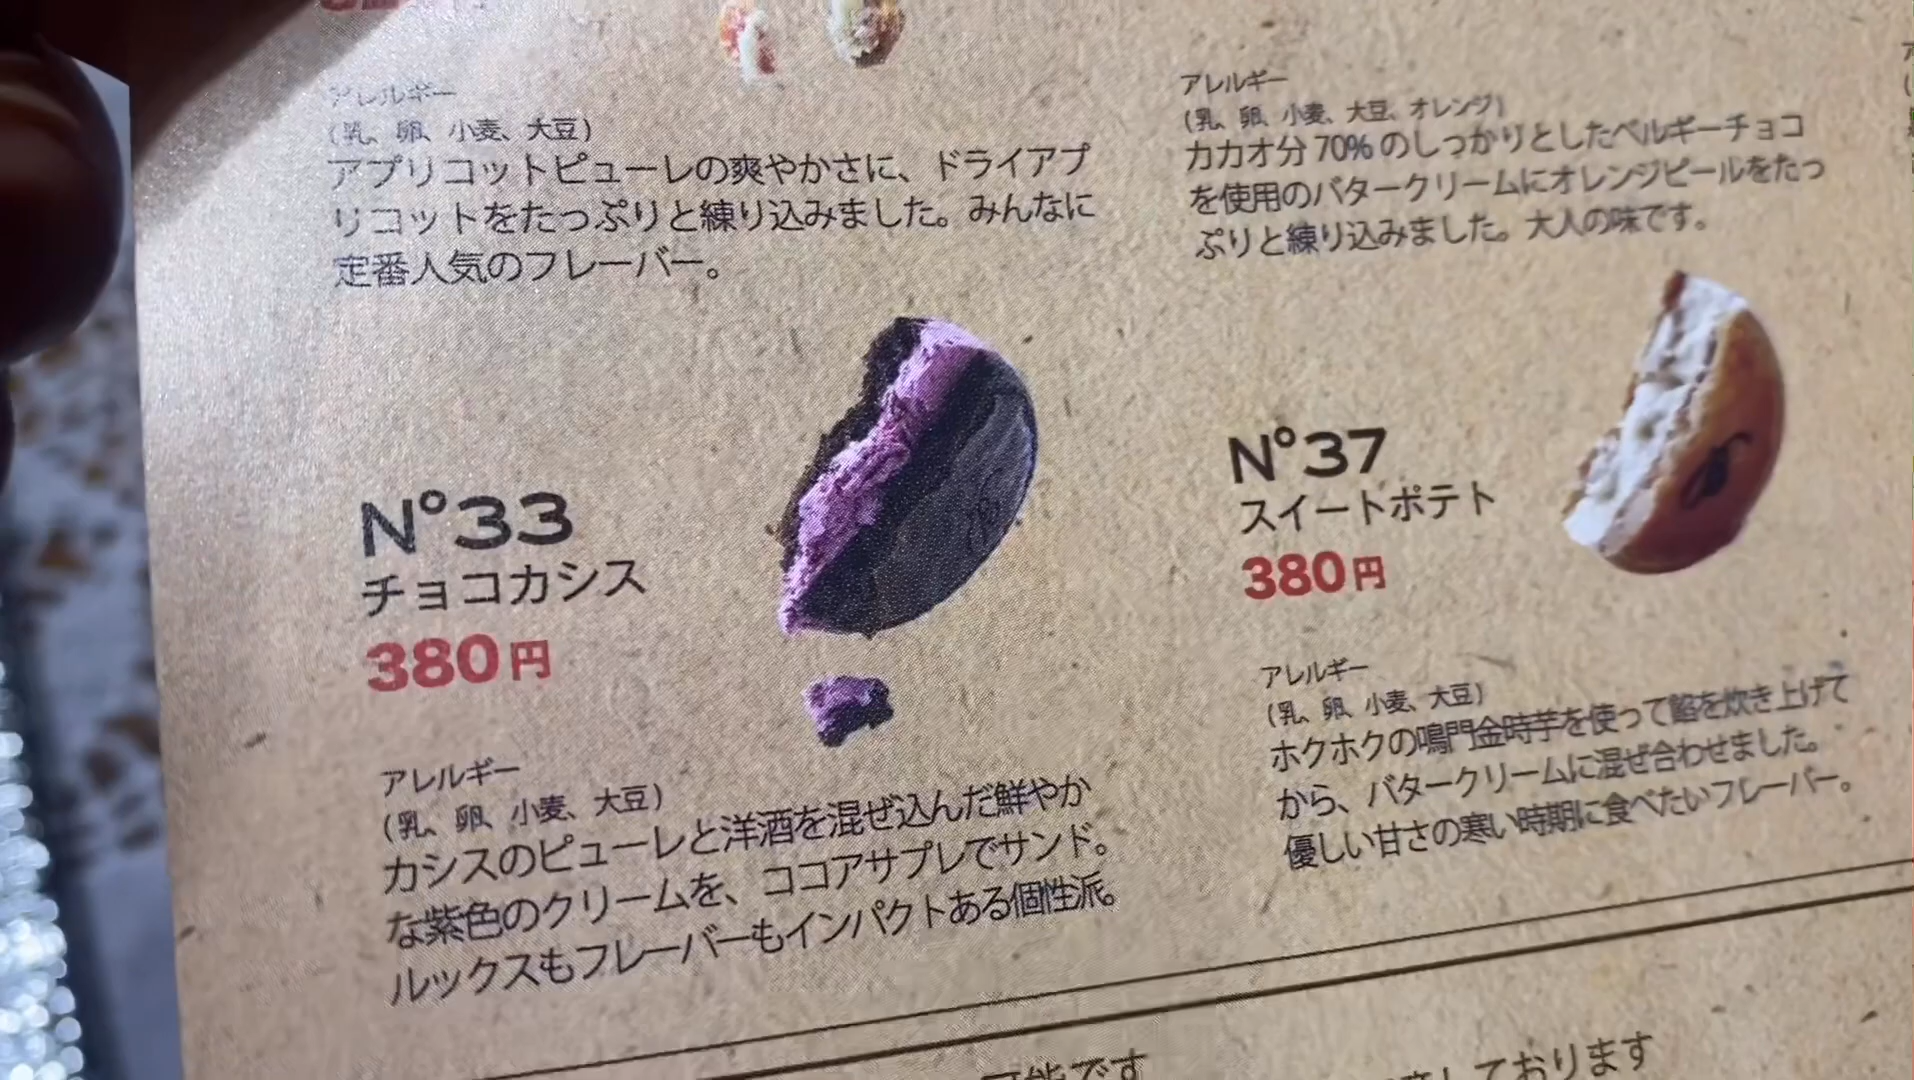 アレルギー
(乳、卵、小麦、大豆)
アプリコットピューレの爽やかさに、ドライアプ
リコットをたっぷりと練り込みました。みんなに
定番人気のフレーバー。
アレルギー
(乳、卵、小麦、大豆、オレンジ)
カカオ分70%のしっかりとしたベルギーチョコ
を使用のバタークリームにオレンジピールをたっ
ぷりと練り込みました。大人の味です。
N°33
チョコカシス
380円
アレルギー
(乳、卵、小麦、大豆)
カシスのピューレと洋酒を混ぜ込んだ鮮やか
な紫色のクリームを、ココアサブレでサンド。
ルックスもフレーバーもインパクトある個性派。
N°37
スイートポテト
380円
アレルギー
(乳、卵、小麦、大豆)
ホクホクの鳴門金時芋を使って餡を炊き上げて
から、バタークリームに混ぜ合わせました。
優しい甘さの寒い時期に食べたいフレーバー。
可能です
しております